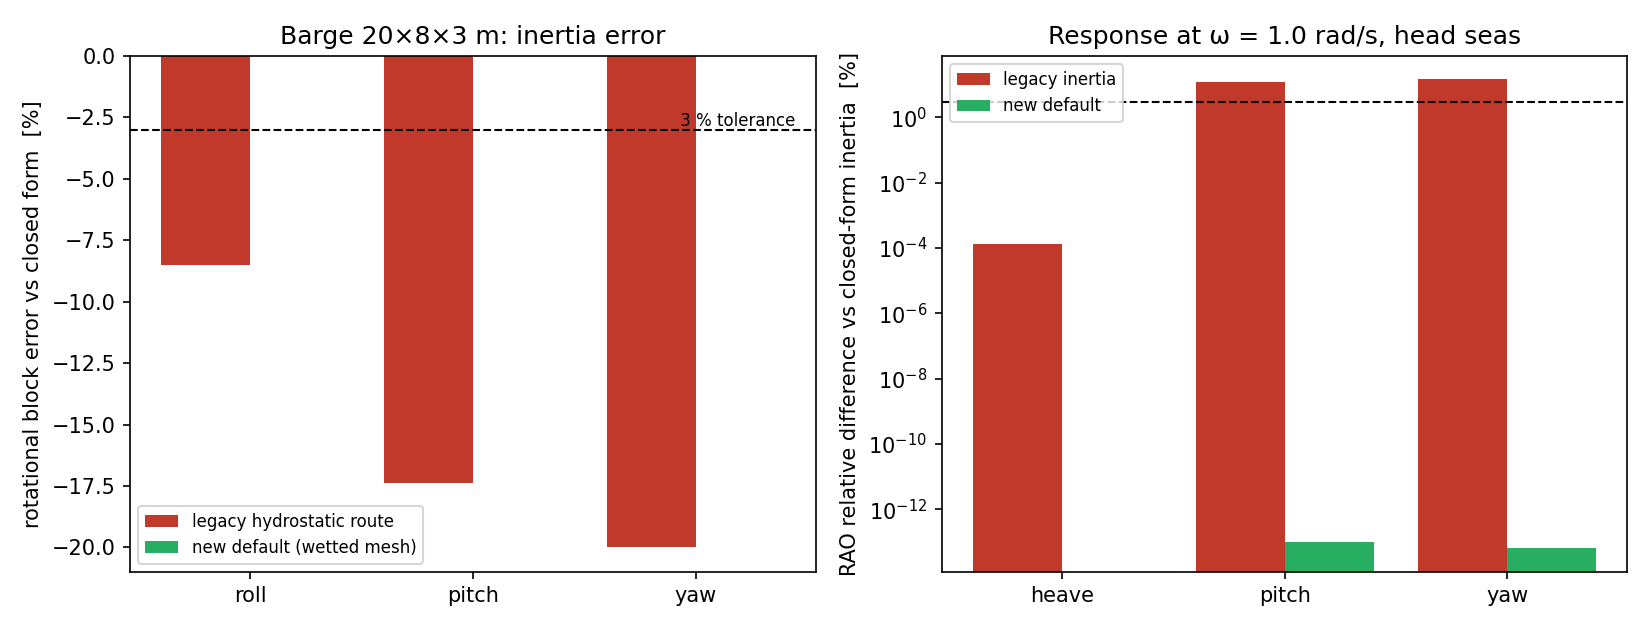 Barge 20×8×3 m: inertia error
rotational block error vs closed form [%]
0.0
−2.5
−5.0
−7.5
−10.0
−12.5
−15.0
−17.5
−20.0
3 % tolerance
legacy hydrostatic route
new default (wetted mesh)
roll
pitch
yaw
Response at ω = 1.0 rad/s, head seas
RAO relative difference vs closed-form inertia [%]
10⁰
10⁻²
10⁻⁴
10⁻⁶
10⁻⁸
10⁻¹⁰
10⁻¹²
legacy inertia
new default
heave
pitch
yaw